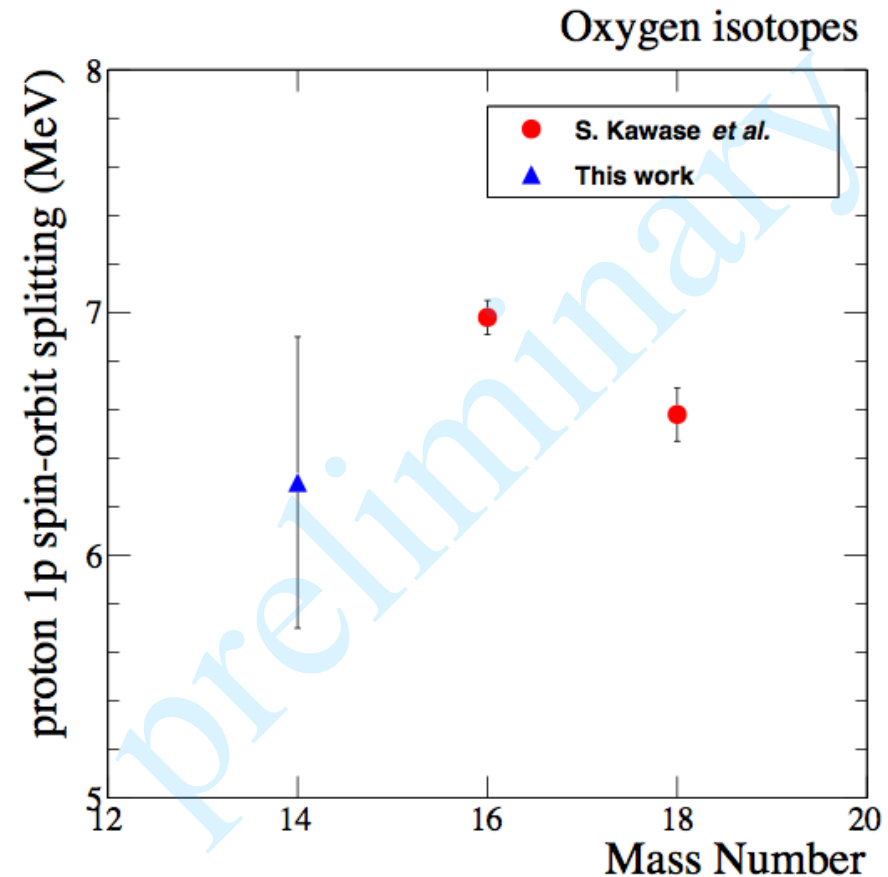 Oxygen isotopes
proton 1p spin-orbit splitting (MeV)
8
7
6
5
S. Kawase et al.
This work
preliminary
12 14 16 18 20
Mass Number